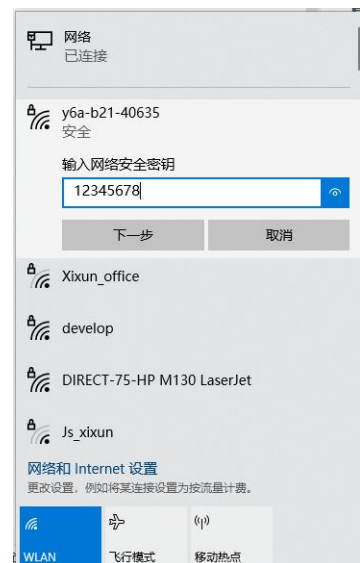 网络
已连接
y6a-b21-40635
安全
输入网络安全密钥
12345678
下一步 取消
Xixun_office
develop
DIRECT-75-HP M130 LaserJet
Js_xixun
网络和 Internet 设置
更改设置，例如将某连接设置为按流量计费。
WLAN 飞行模式 移动热点